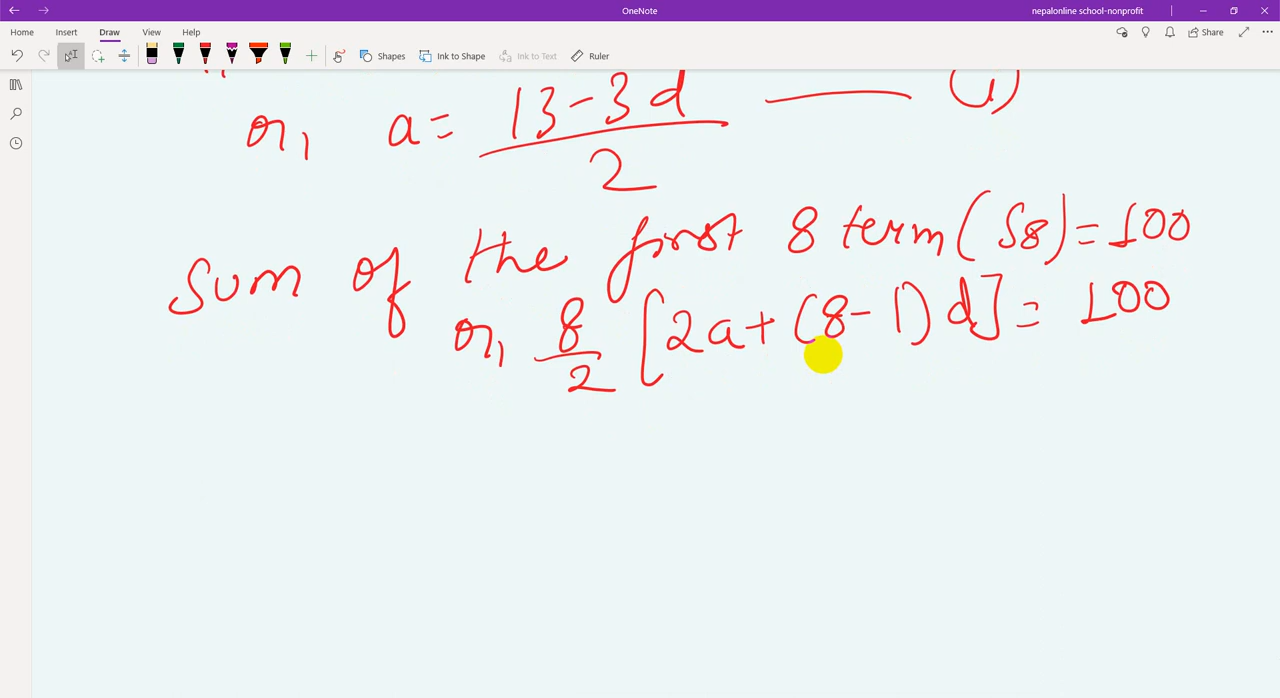 OneNote
nepalonline school-nonprofit
Home Insert Draw View Help
Share
Shapes Ink to Shape Ink to Text Ruler
or, a = 13 - 3d / 2 (1)
Sum of the first 8 term (S8) = 100
or, 8/2 [2a + (8 - 1) d] = 100